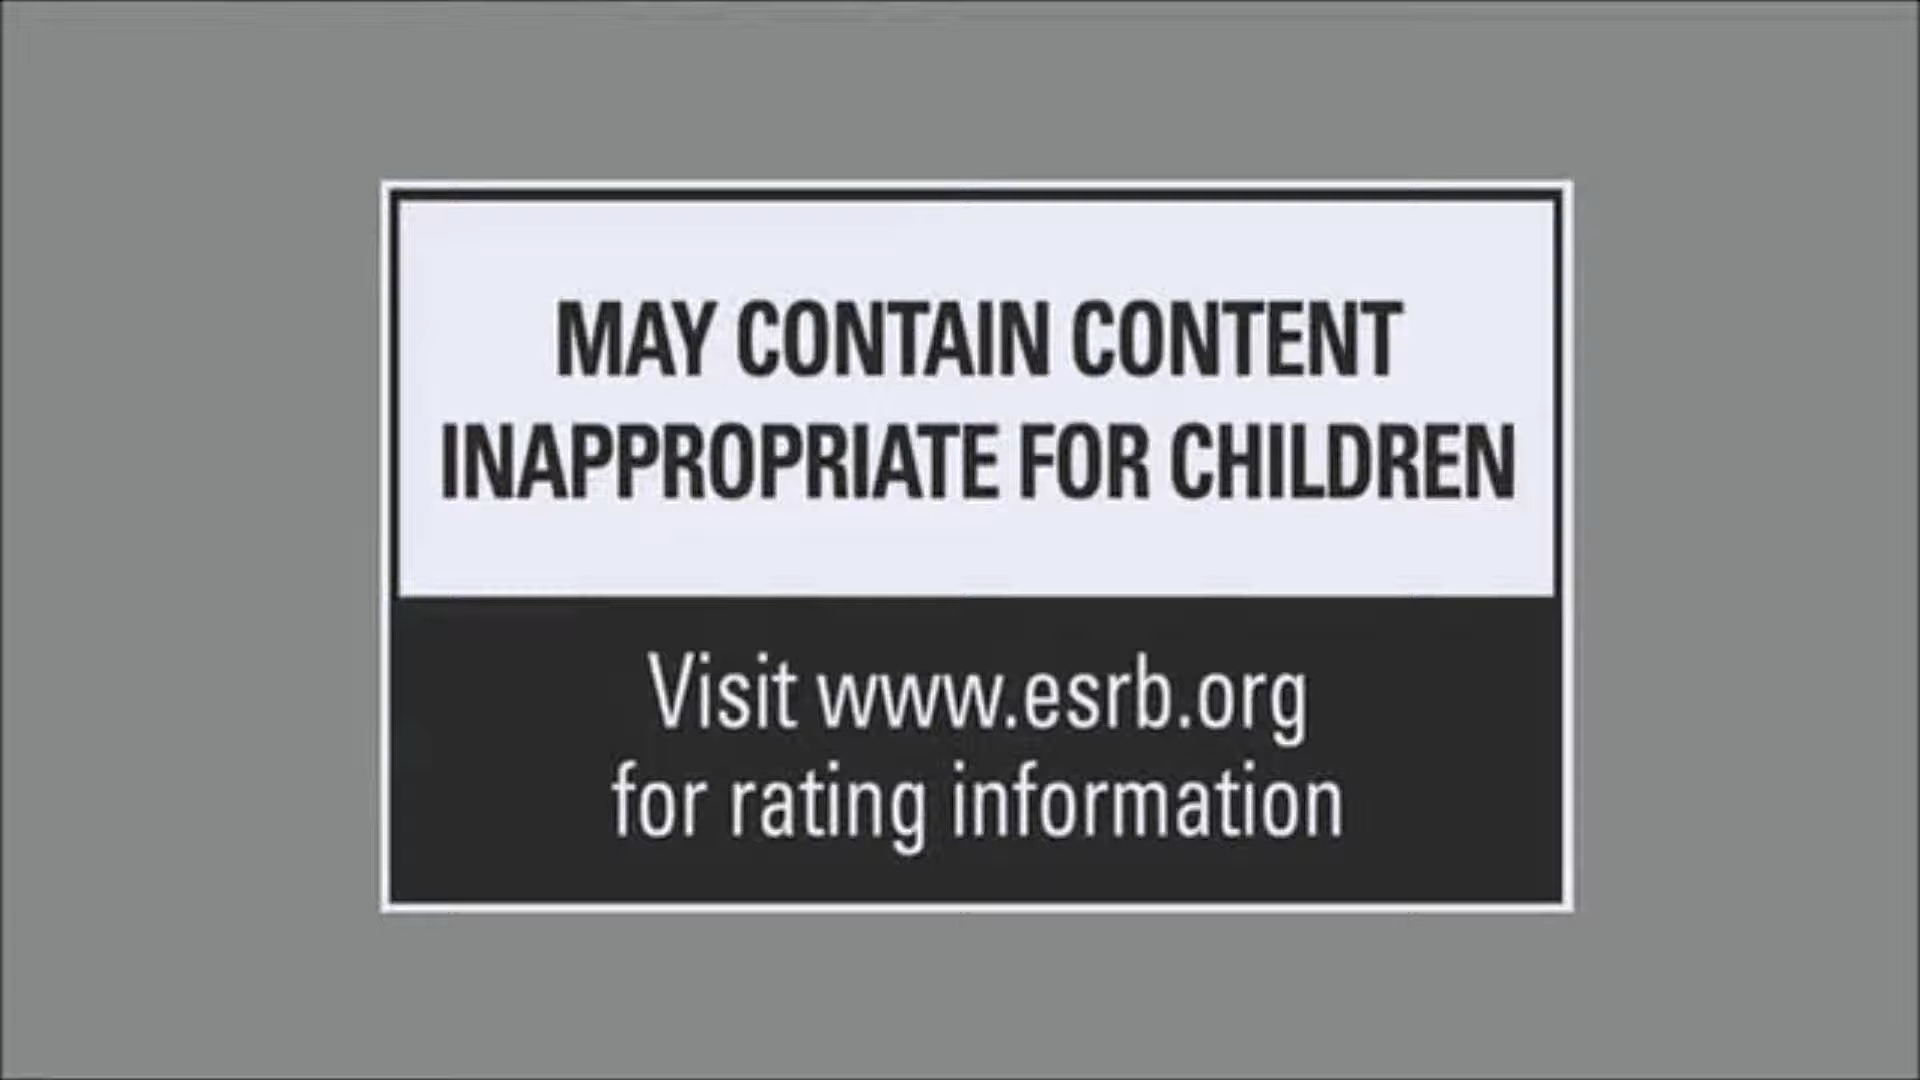 MAY CONTAIN CONTENT
INAPPROPRIATE FOR CHILDREN
Visit www.esrb.org
for rating information